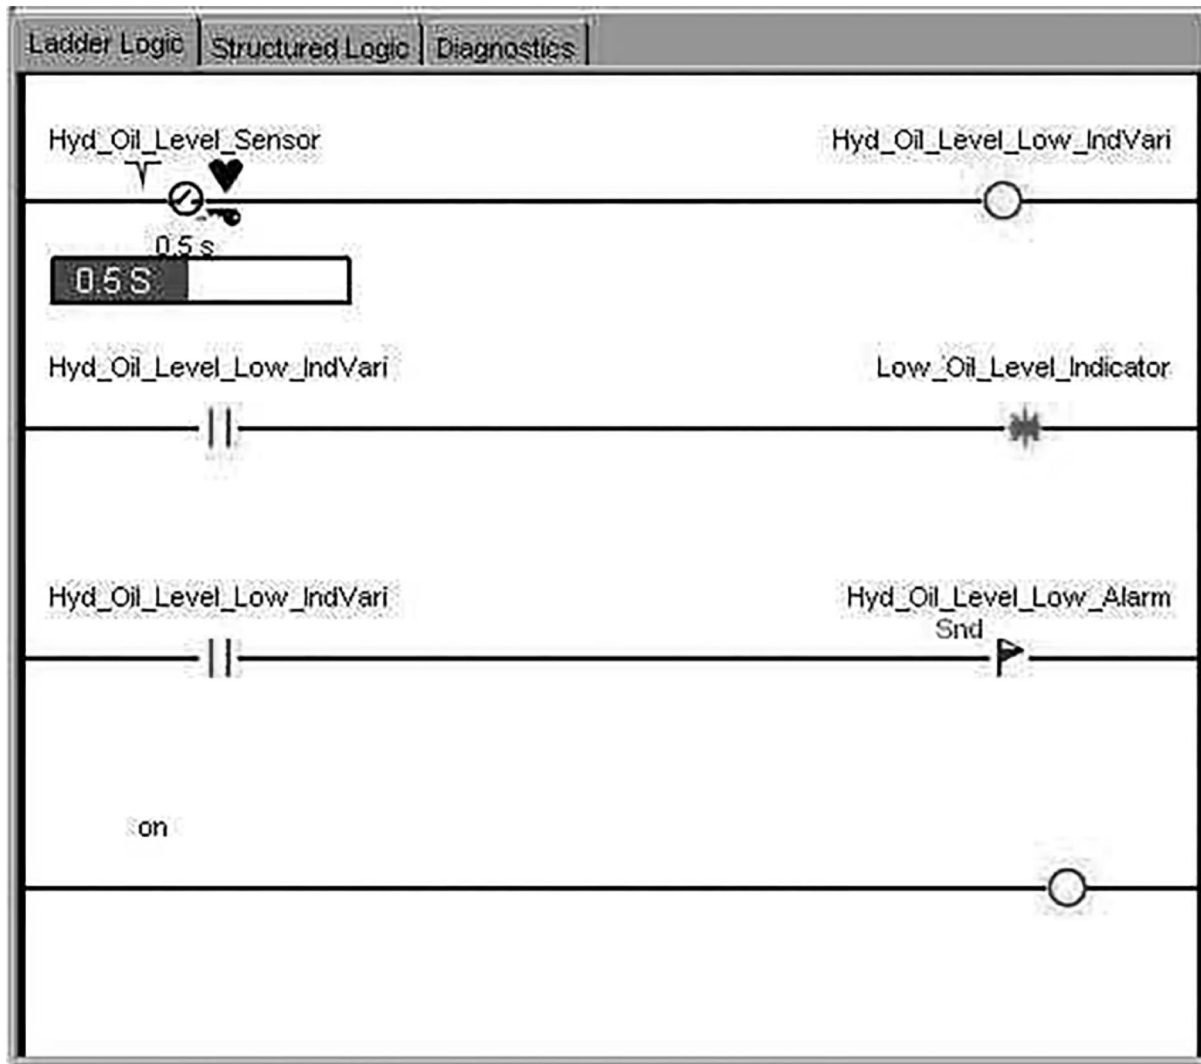 Ladder Logic Structured Logic Diagnostics
Hyd_Oil_Level_Sensor Hyd_Oil_Level_Low_IndVari
0.5 s
0.5 S
Hyd_Oil_Level_Low_IndVari Low_Oil_Level_Indicator
Hyd_Oil_Level_Low_IndVari Hyd_Oil_Level_Low_Alarm
Snd
on